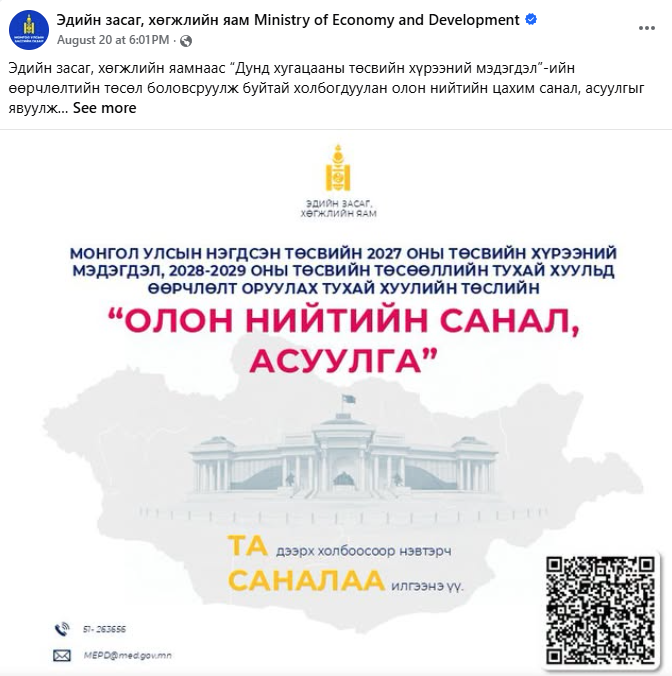 Эдийн засаг, хөгжлийн яам Ministry of Economy and Development
August 20 at 6:01PM ·
Эдийн засаг, хөгжлийн яамнаас “Дунд хугацааны төсвийн хүрээний мэдэгдэл”-ийн
өөрчлөлтийн төсөл боловсруулж буйтай холбогдуулан олон нийтийн цахим санал, асуулгыг
явуулж... See more
ЭДИЙН ЗАСАГ,
ХӨГЖЛИЙН ЯАМ
МОНГОЛ УЛСЫН НЭГДСЭН ТӨСВИЙН 2027 ОНЫ ТӨСВИЙН ХҮРЭЭНИЙ
МЭДЭГДЭЛ, 2028-2029 ОНЫ ТӨСВИЙН ТӨСӨӨЛЛИЙН ТУХАЙ ХУУЛЬД
ӨӨРЧЛӨЛТ ОРУУЛАХ ТУХАЙ ХУУЛИЙН ТӨСЛИЙН
“ОЛОН НИЙТИЙН САНАЛ,
АСУУЛГА”
ТА дээрх холбоосоор нэвтэрч
САНАЛАА илгээнэ үү.
51- 263656
MEPD@med.gov.mn